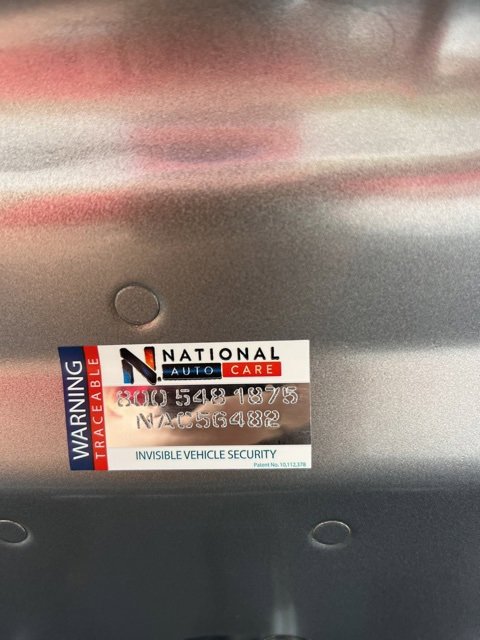 WARNING
TRACEABLE
N. NATIONAL
AUTO CARE
800 548 1875
NAC56482
INVISIBLE VEHICLE SECURITY
Patent No. 10,112,378